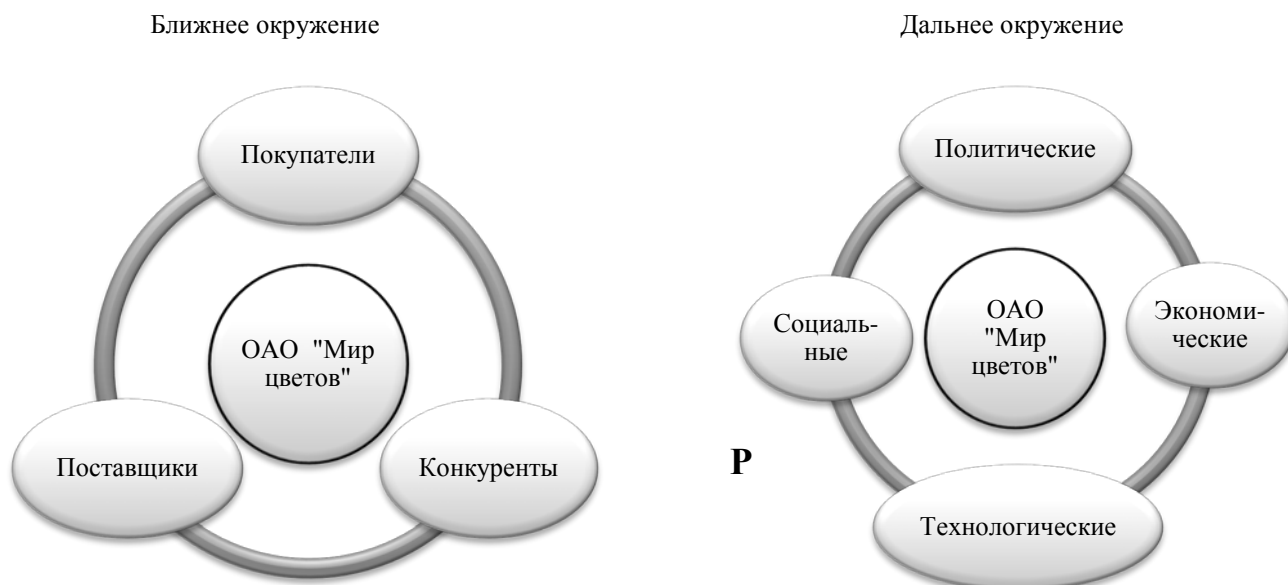 Ближнее окружение
Покупатели
ОАО "Мир
цветов"
Поставщики
Конкуренты
Дальнее окружение
Политические
Социаль-
ные
ОАО
"Мир
цветов"
Экономи-
ческие
Р
Технологические